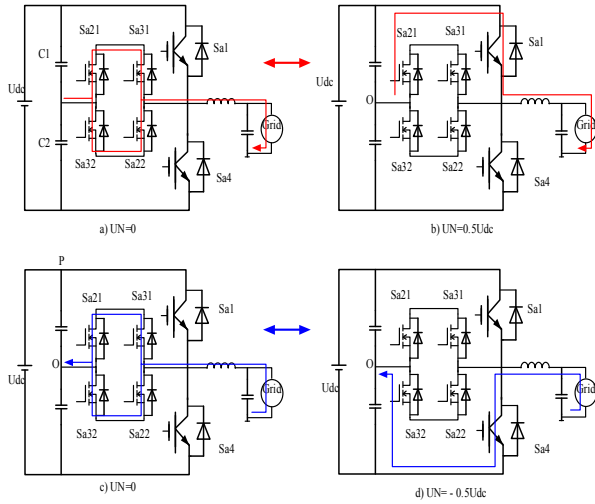 Sa21 Sa31
C1 Sa1
Udc
C2 Grid
Sa32 Sa22
Sa4
a) UN=0
Sa21 Sa31
Sa1
Udc O
Grid
Sa32 Sa22
Sa4
b) UN=0.5Udc
P
Sa21 Sa31
Sa1
O
Udc Grid
Sa32 Sa22
Sa4
c) UN=0
Sa21 Sa31
Sa1
O
Udc Grid
Sa32 Sa22
Sa4
d) UN= - 0.5Udc